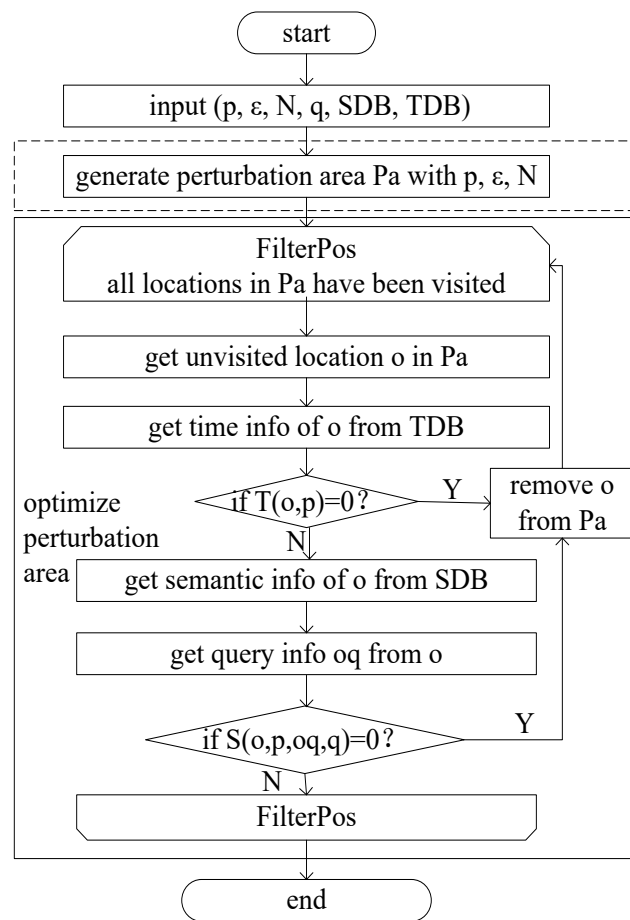 start
input (p, ε, N, q, SDB, TDB)
generate perturbation area Pa with p, ε, N
FilterPos
all locations in Pa have been visited
get unvisited location o in Pa
get time info of o from TDB
if T(o,p)=0?
Y
remove o
from Pa
N
optimize
perturbation
area
get semantic info of o from SDB
get query info oq from o
if S(o,p,oq,q)=0?
Y
N
FilterPos
end